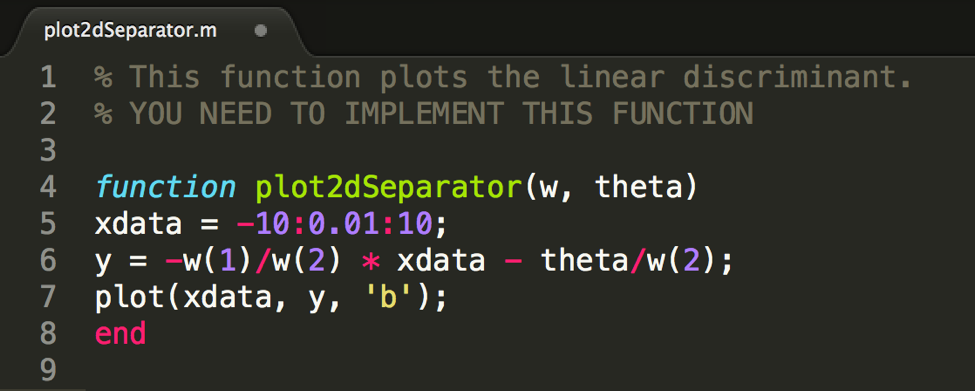 plot2dSeparator.m
1 % This function plots the linear discriminant.
2 % YOU NEED TO IMPLEMENT THIS FUNCTION
3
4 function plot2dSeparator(w, theta)
5 xdata = -10:0.01:10;
6 y = -w(1)/w(2) * xdata - theta/w(2);
7 plot(xdata, y, 'b');
8 end
9